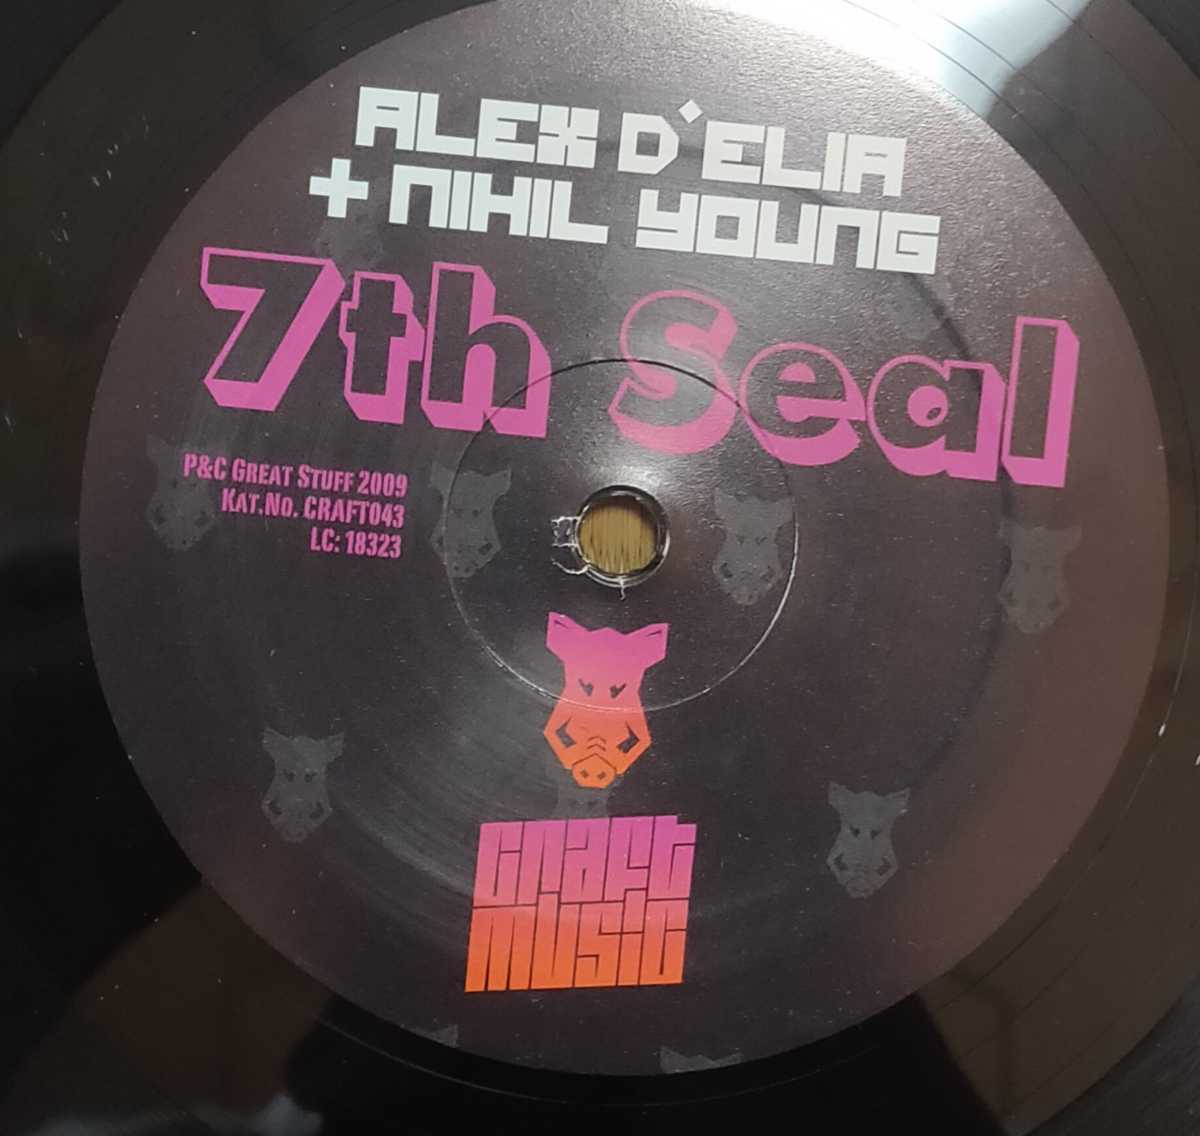 ALEX D'ELIA
+ NIHIL YOUNG
7th Seal
P&C GREAT STUFF 2009
KAT.NO. CRAFT043
LC: 18323
craft
music